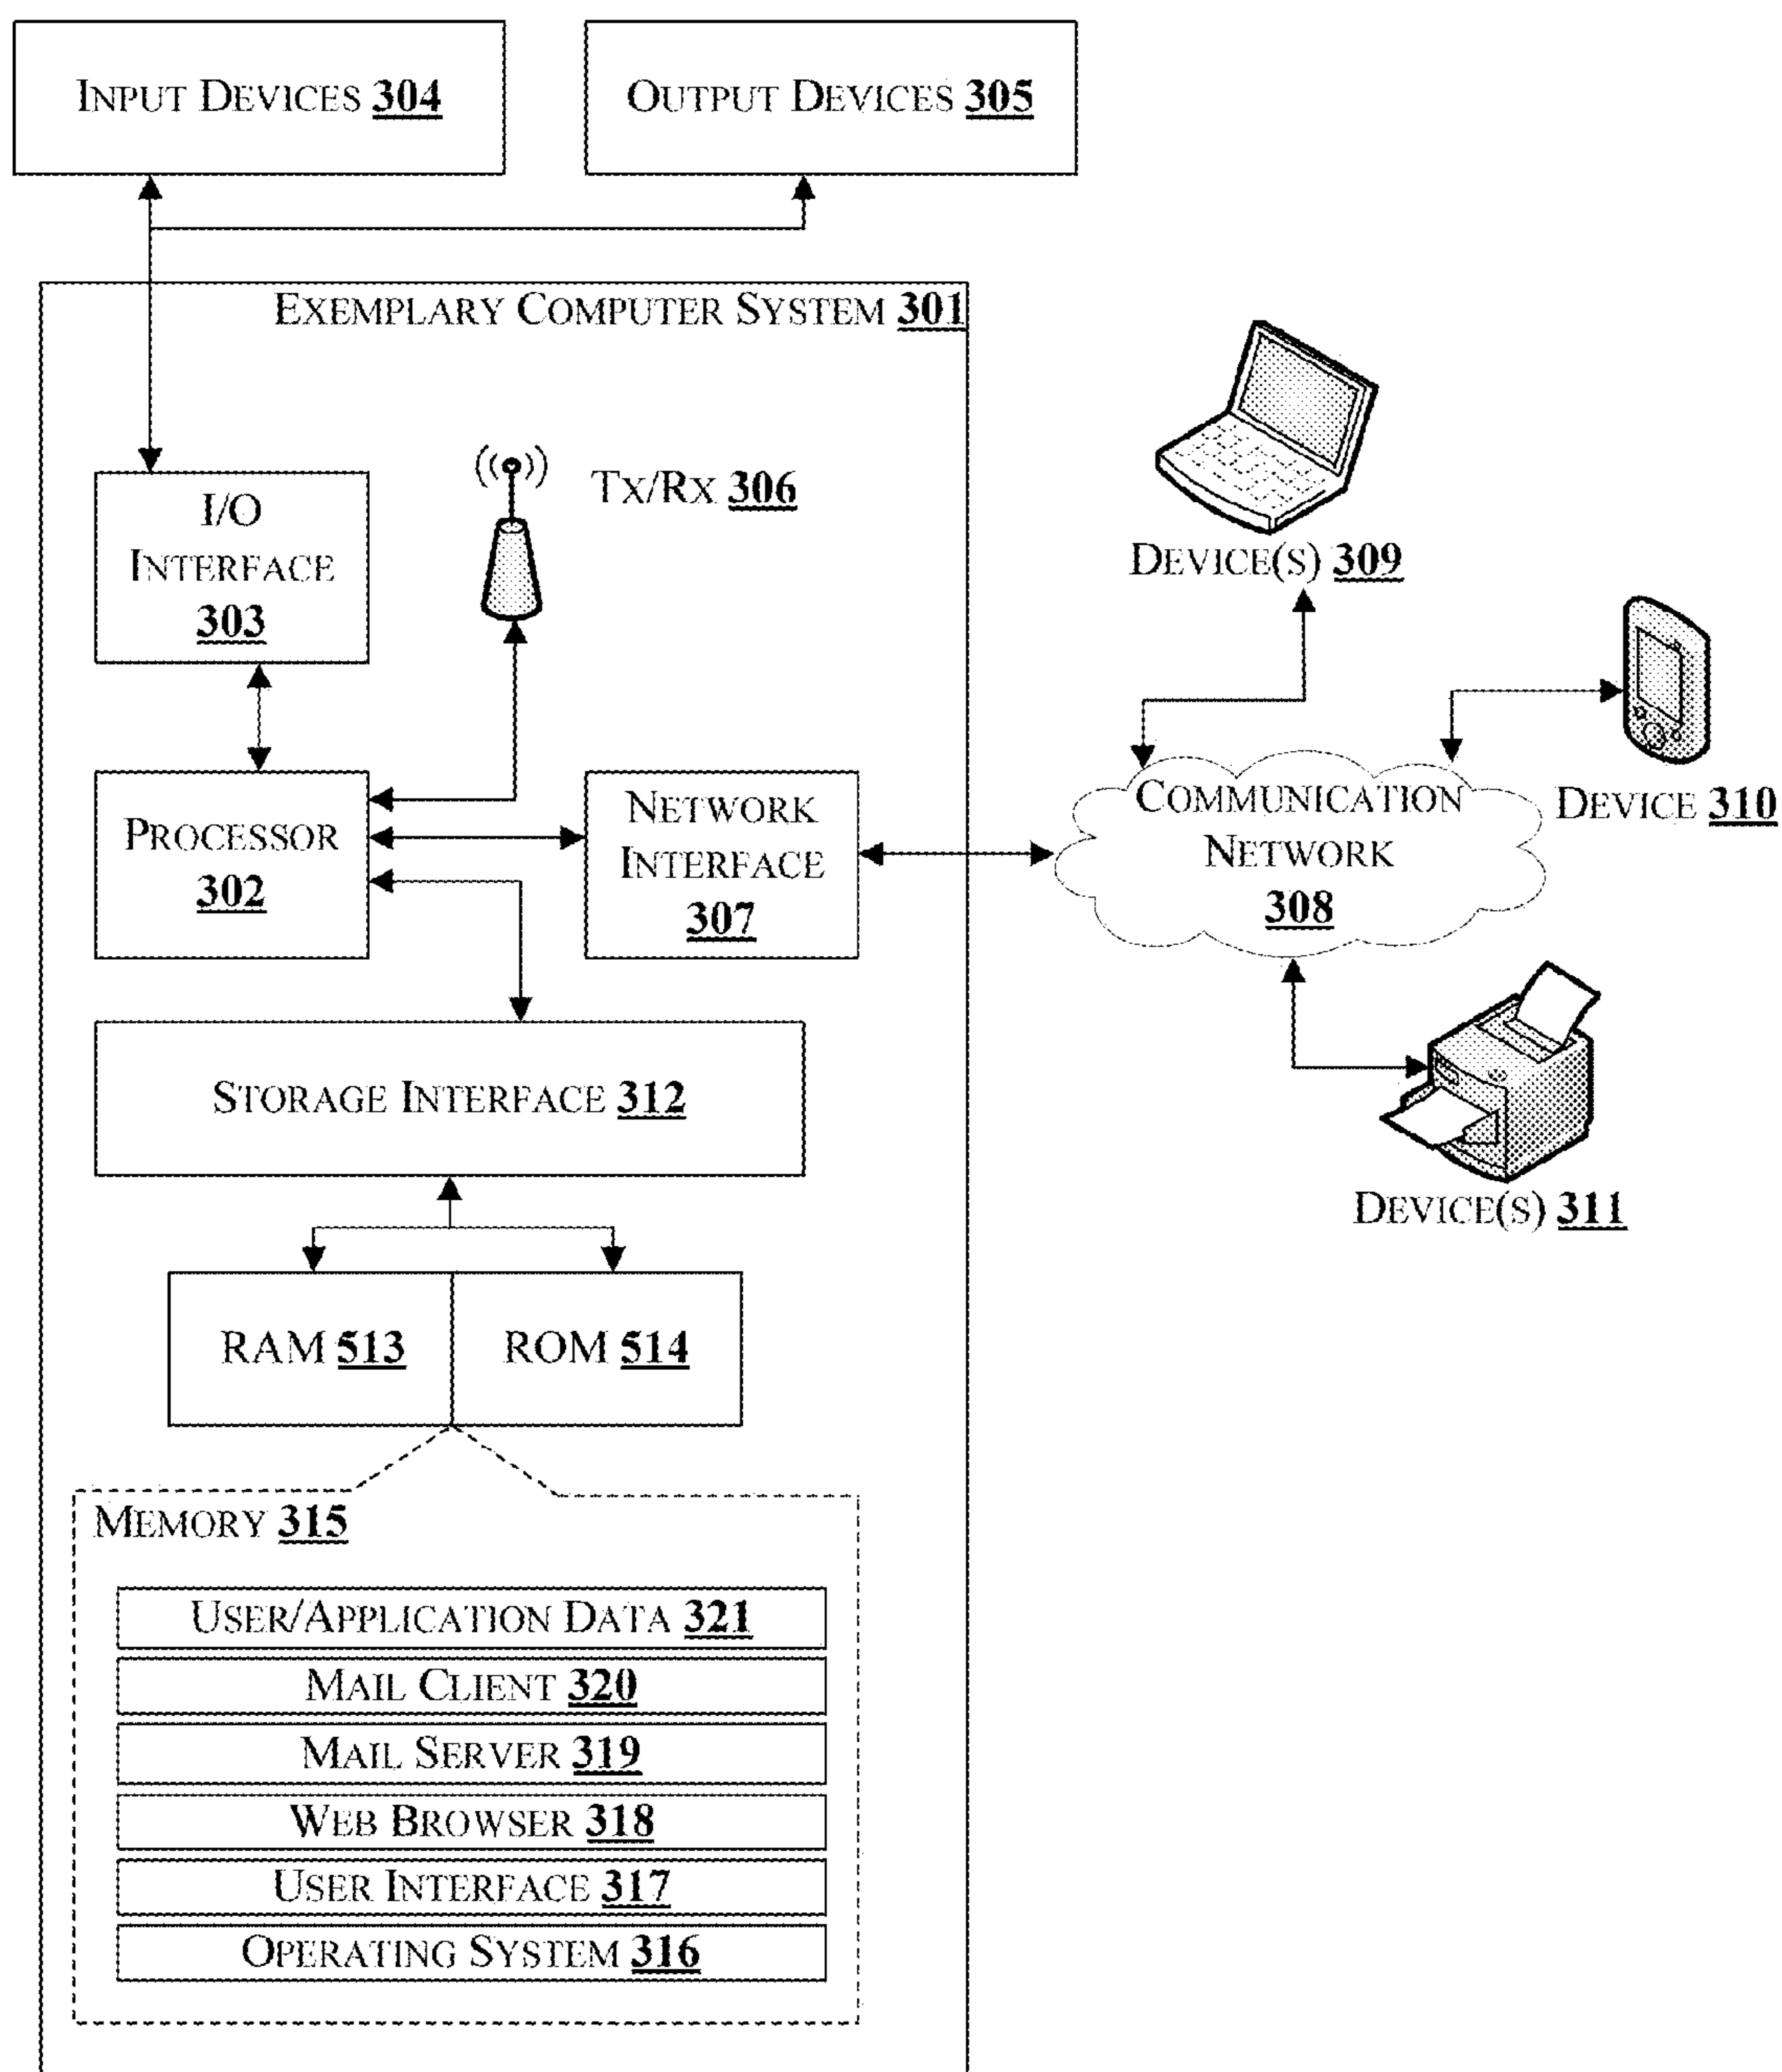 INPUT DEVICES 304
OUTPUT DEVICES 305
EXEMPLARY COMPUTER SYSTEM 301
I/O
INTERFACE
303
TX/RX 306
PROCESSOR
302
NETWORK
INTERFACE
307
DEVICE(S) 309
DEVICE 310
COMMUNICATION
NETWORK
308
DEVICE(S) 311
STORAGE INTERFACE 312
RAM 513
ROM 514
MEMORY 315
USER/APPLICATION DATA 321
MAIL CLIENT 320
MAIL SERVER 319
WEB BROWSER 318
USER INTERFACE 317
OPERATING SYSTEM 316